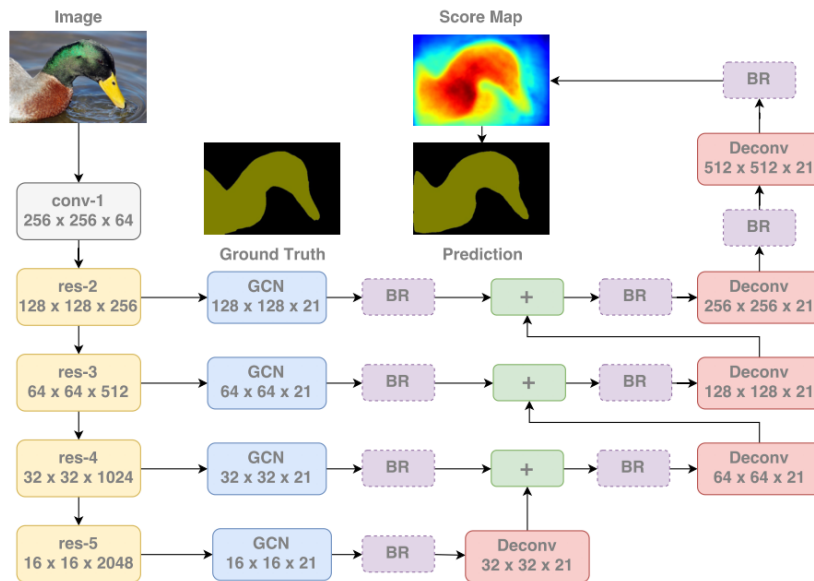 Image
Score Map
BR
Deconv
512 x 512 x 21
conv-1
256 x 256 x 64
BR
Ground Truth
Prediction
res-2
128 x 128 x 256
GCN
128 x 128 x 21
BR
+
BR
Deconv
256 x 256 x 21
res-3
64 x 64 x 512
GCN
64 x 64 x 21
BR
+
BR
Deconv
128 x 128 x 21
res-4
32 x 32 x 1024
GCN
32 x 32 x 21
BR
+
BR
Deconv
64 x 64 x 21
res-5
16 x 16 x 2048
GCN
16 x 16 x 21
BR
Deconv
32 x 32 x 21